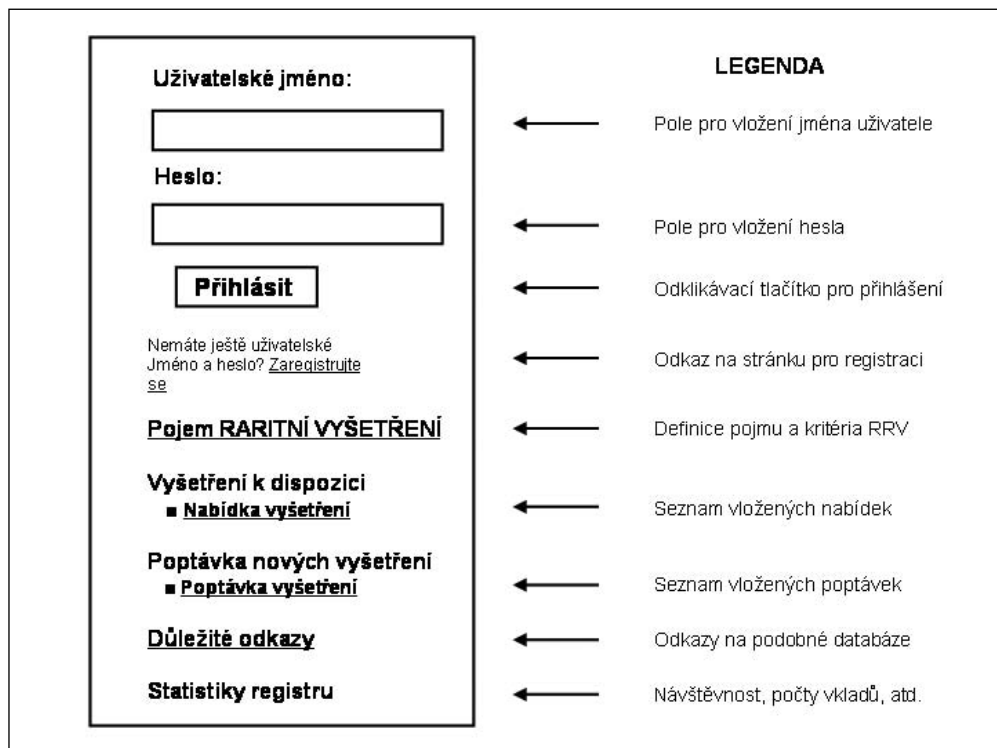 Uživatelské jméno:
Heslo:
Přihlásit
Nemáte ještě uživatelské
Jméno a heslo? Zaregistrujte
se
Pojem RARITNÍ VYŠETŘENÍ
Vyšetření k dispozici
▪ Nabídka vyšetření
Poptávka nových vyšetření
▪ Poptávka vyšetření
Důležité odkazy
Statistiky registru
LEGENDA
Pole pro vložení jména uživatele
Pole pro vložení hesla
Odklikávací tlačítko pro přihlášení
Odkaz na stránku pro registraci
Definice pojmu a kritéria RRV
Seznam vložených nabídek
Seznam vložených poptávek
Odkazy na podobné databáze
Návštěvnost, počty vkladů, atd.